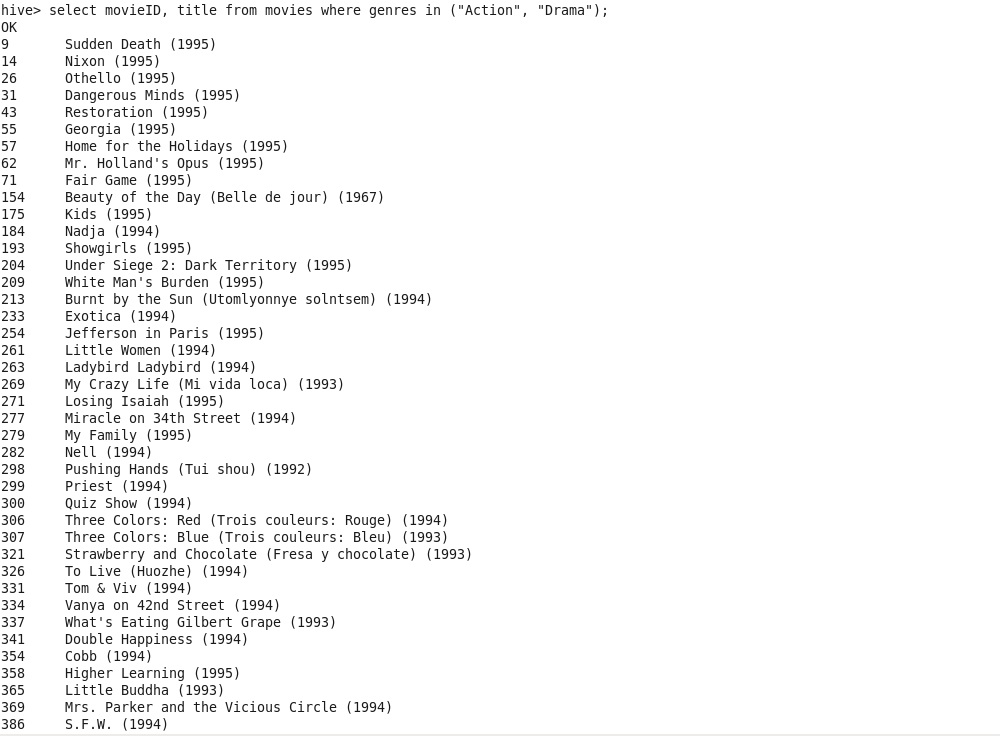 hive> select movieID, title from movies where genres in ("Action", "Drama");
OK
9 Sudden Death (1995)
14 Nixon (1995)
26 Othello (1995)
31 Dangerous Minds (1995)
43 Restoration (1995)
55 Georgia (1995)
57 Home for the Holidays (1995)
62 Mr. Holland's Opus (1995)
71 Fair Game (1995)
154 Beauty of the Day (Belle de jour) (1967)
175 Kids (1995)
184 Nadja (1994)
193 Showgirls (1995)
204 Under Siege 2: Dark Territory (1995)
209 White Man's Burden (1995)
213 Burnt by the Sun (Utomlyonnye solntsem) (1994)
233 Exotica (1994)
254 Jefferson in Paris (1995)
261 Little Women (1994)
263 Ladybird Ladybird (1994)
269 My Crazy Life (Mi vida loca) (1993)
271 Losing Isaiah (1995)
277 Miracle on 34th Street (1994)
279 My Family (1995)
282 Nell (1994)
298 Pushing Hands (Tui shou) (1992)
299 Priest (1994)
300 Quiz Show (1994)
306 Three Colors: Red (Trois couleurs: Rouge) (1994)
307 Three Colors: Blue (Trois couleurs: Bleu) (1993)
321 Strawberry and Chocolate (Fresa y chocolate) (1993)
326 To Live (Huozhe) (1994)
331 Tom & Viv (1994)
334 Vanya on 42nd Street (1994)
337 What's Eating Gilbert Grape (1993)
341 Double Happiness (1994)
354 Cobb (1994)
358 Higher Learning (1995)
365 Little Buddha (1993)
369 Mrs. Parker and the Vicious Circle (1994)
386 S.F.W. (1994)